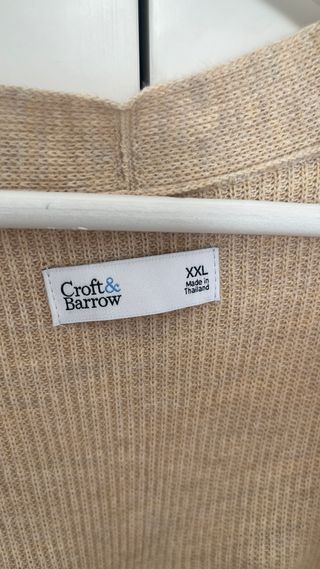 Croft&
Barrow
XXL
Made in
Thailand